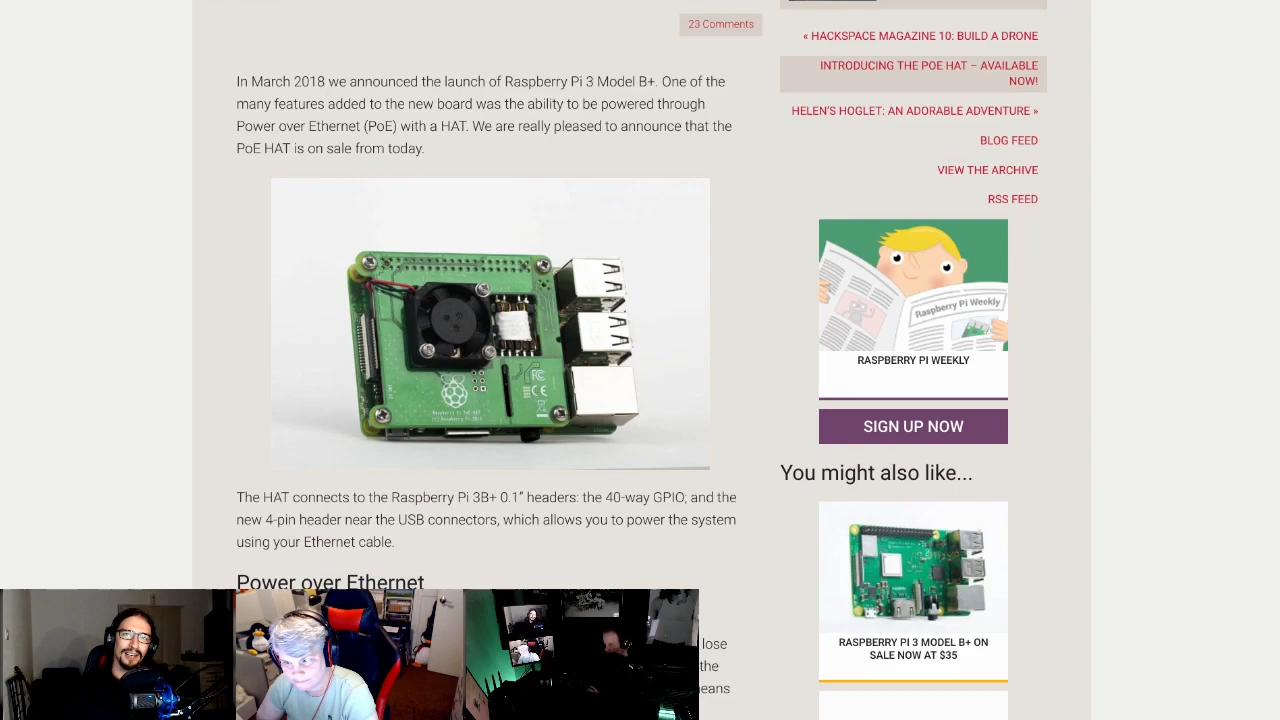 23 Comments
In March 2018 we announced the launch of Raspberry Pi 3 Model B+. One of the
many features added to the new board was the ability to be powered through
Power over Ethernet (PoE) with a HAT. We are really pleased to announce that the
PoE HAT is on sale from today.
The HAT connects to the Raspberry Pi 3B+ 0.1” headers: the 40-way GPIO; and the
new 4-pin header near the USB connectors, which allows you to power the system
using your Ethernet cable.
Power over Ethernet
lose
the
eans
« HACKSPACE MAGAZINE 10: BUILD A DRONE
INTRODUCING THE POE HAT – AVAILABLE
NOW!
HELEN’S HOGLET: AN ADORABLE ADVENTURE »
BLOG FEED
VIEW THE ARCHIVE
RSS FEED
Raspberry Pi Weekly
RASPBERRY PI WEEKLY
SIGN UP NOW
You might also like...
RASPBERRY PI 3 MODEL B+ ON
SALE NOW AT $35